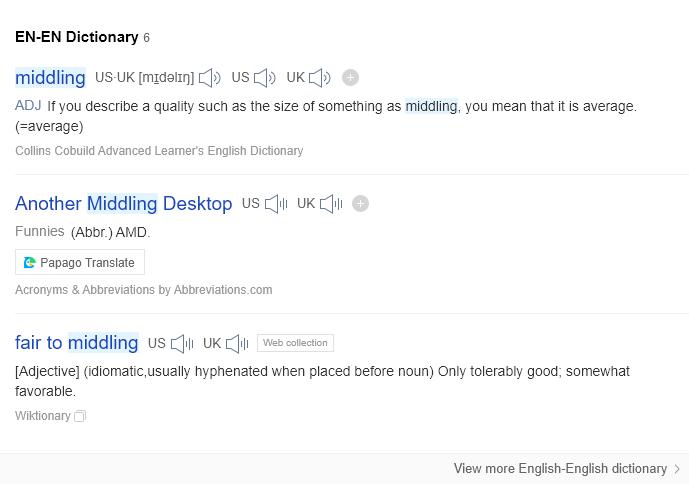 EN-EN Dictionary 6
middling US·UK [mɪdəlɪŋ] US UK
ADJ If you describe a quality such as the size of something as middling, you mean that it is average.
(=average)
Collins Cobuild Advanced Learner's English Dictionary
Another Middling Desktop US UK
Funnies (Abbr.) AMD.
Papago Translate
Acronyms & Abbreviations by Abbreviations.com
fair to middling US UK Web collection
[Adjective] (idiomatic,usually hyphenated when placed before noun) Only tolerably good; somewhat
favorable.
Wiktionary
View more English-English dictionary